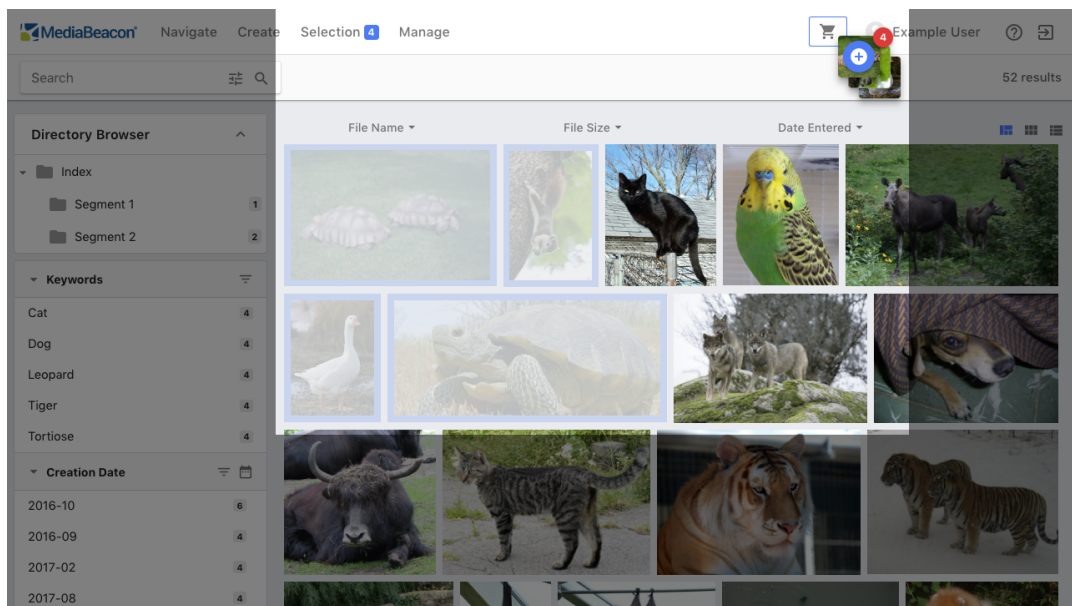 MediaBeacon® Navigate Create Selection 4 Manage Example User
4
Search 52 results
Directory Browser File Name File Size Date Entered
Index
Segment 1 1
Segment 2 2
Keywords
Cat 4
Dog 4
Leopard 4
Tiger 4
Tortiose 4
Creation Date
2016-10 6
2016-09 4
2017-02 4
2017-08 4